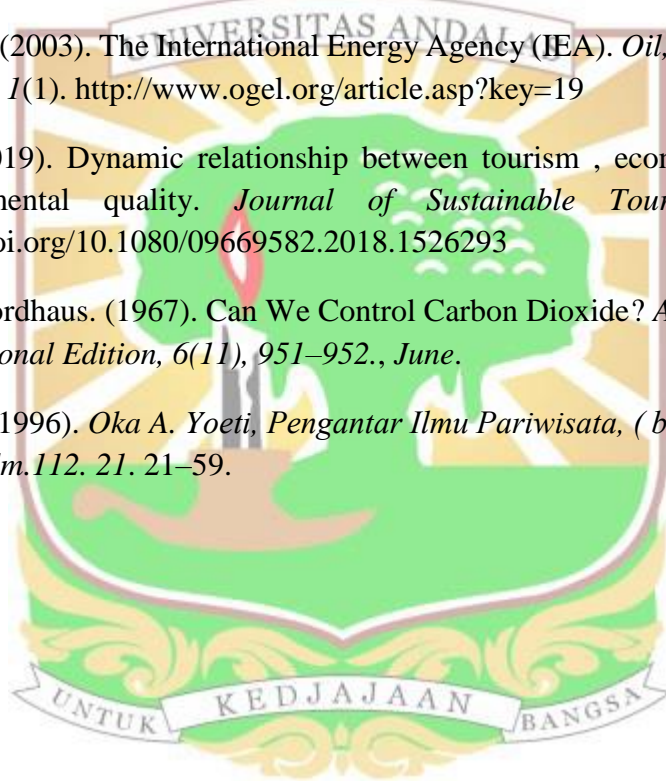 UNIVERSITAS ANDALAS
(2003). The International Energy Agency (IEA). Oil,
1(1). http://www.ogel.org/article.asp?key=19
019). Dynamic relationship between tourism , econ
mental quality. Journal of Sustainable Tour
oi.org/10.1080/09669582.2018.1526293
ordhaus. (1967). Can We Control Carbon Dioxide? A
onal Edition, 6(11), 951–952., June.
1996). Oka A. Yoeti, Pengantar Ilmu Pariwisata, ( b
lm.112. 21. 21–59.
UNTUK KEDJAJAAN BANGSA